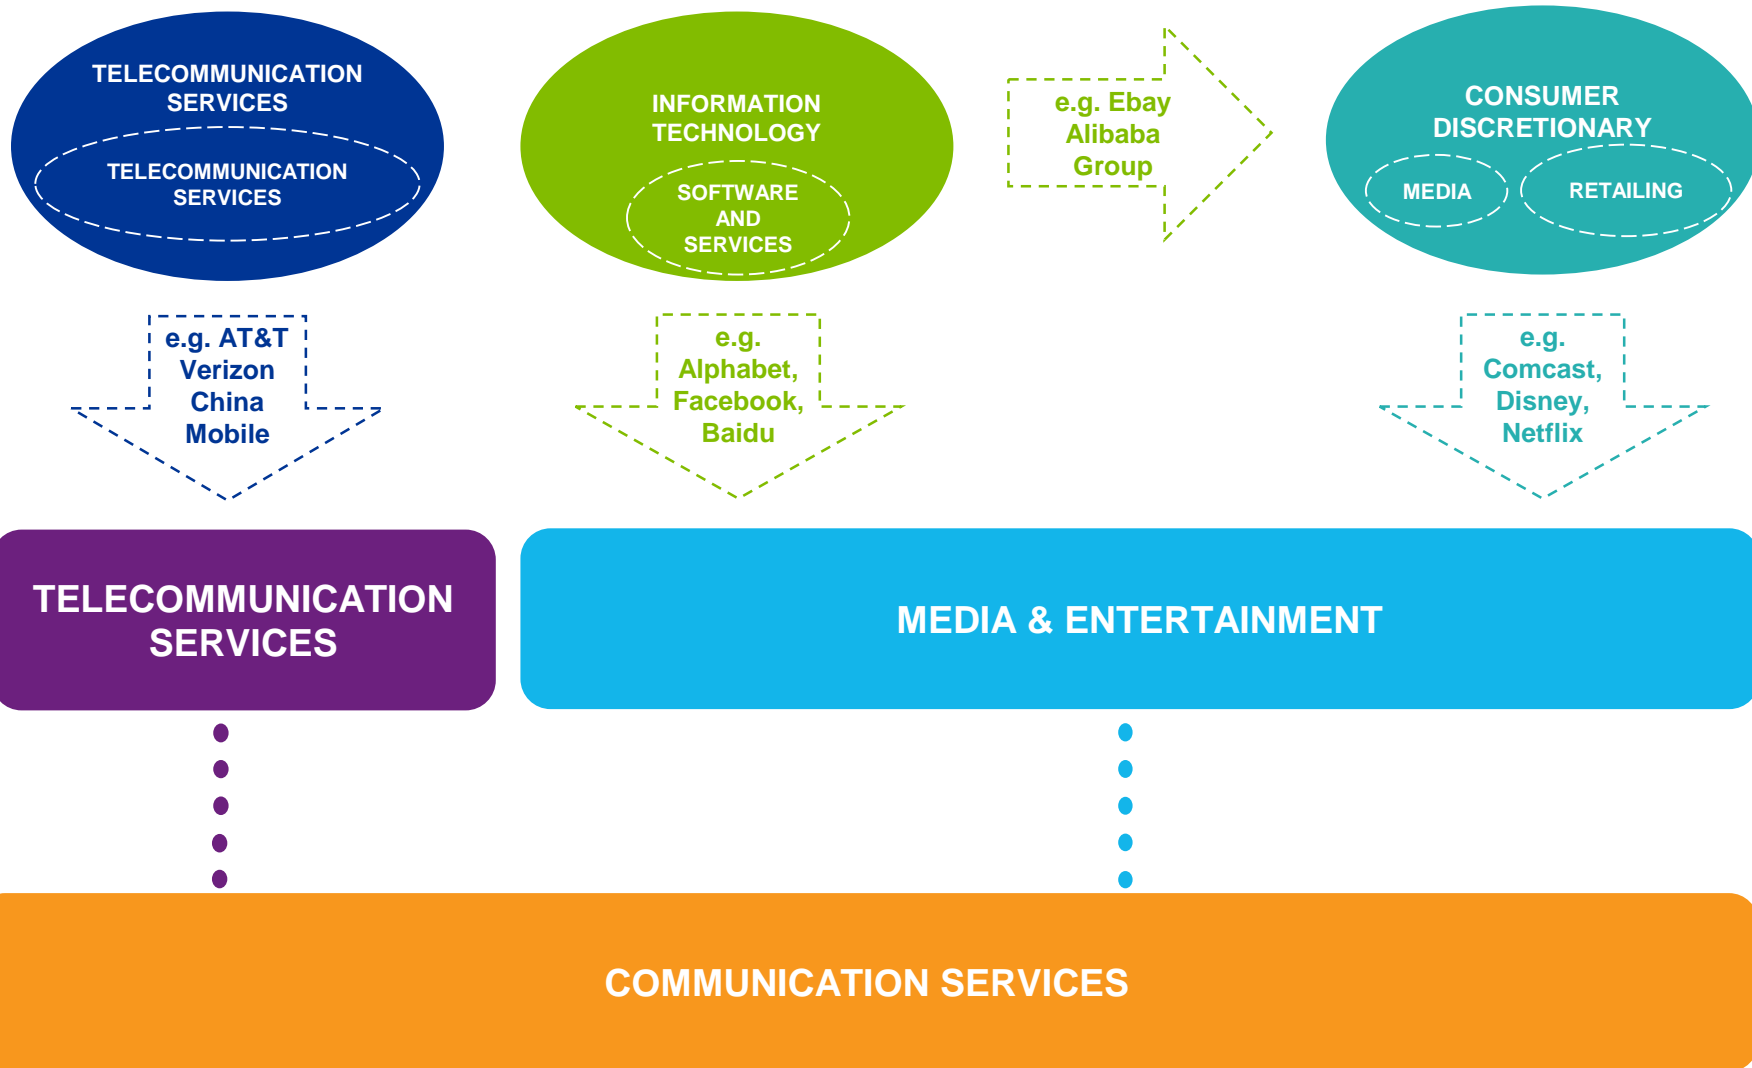 TELECOMMUNICATION
SERVICES
TELECOMMUNICATION
SERVICES
INFORMATION
TECHNOLOGY
SOFTWARE
AND
SERVICES
e.g. Ebay
Alibaba
Group
CONSUMER
DISCRETIONARY
MEDIA
RETAILING
e.g. AT&T
Verizon
China
Mobile
e.g.
Alphabet,
Facebook,
Baidu
e.g.
Comcast,
Disney,
Netflix
TELECOMMUNICATION
SERVICES
MEDIA & ENTERTAINMENT
COMMUNICATION SERVICES